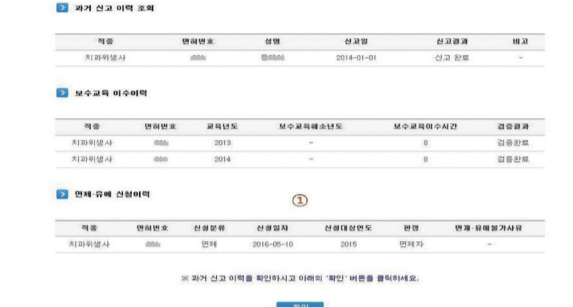 과거 신고 이력 조회
직종 면허번호 성명 신고일 신고결과 비고
치과위생사 2014-01-01 신고 완료 -
보수교육 이수이력
직종 면허번호 교육년도 보수교육해소년도 보수교육이수시간 검증결과
치과위생사 2013 - 8 검증완료
치과위생사 2014 - 8 검증완료
면제·유예 신청이력
①
직종 면허번호 신청분류 신청일자 신청대상연도 판정 면제·유예불가사유
치과위생사 면제 2016-05-10 2015 면제자 -
※ 과거 신고 이력을 확인하시고 아래의 '확인' 버튼을 클릭하세요.